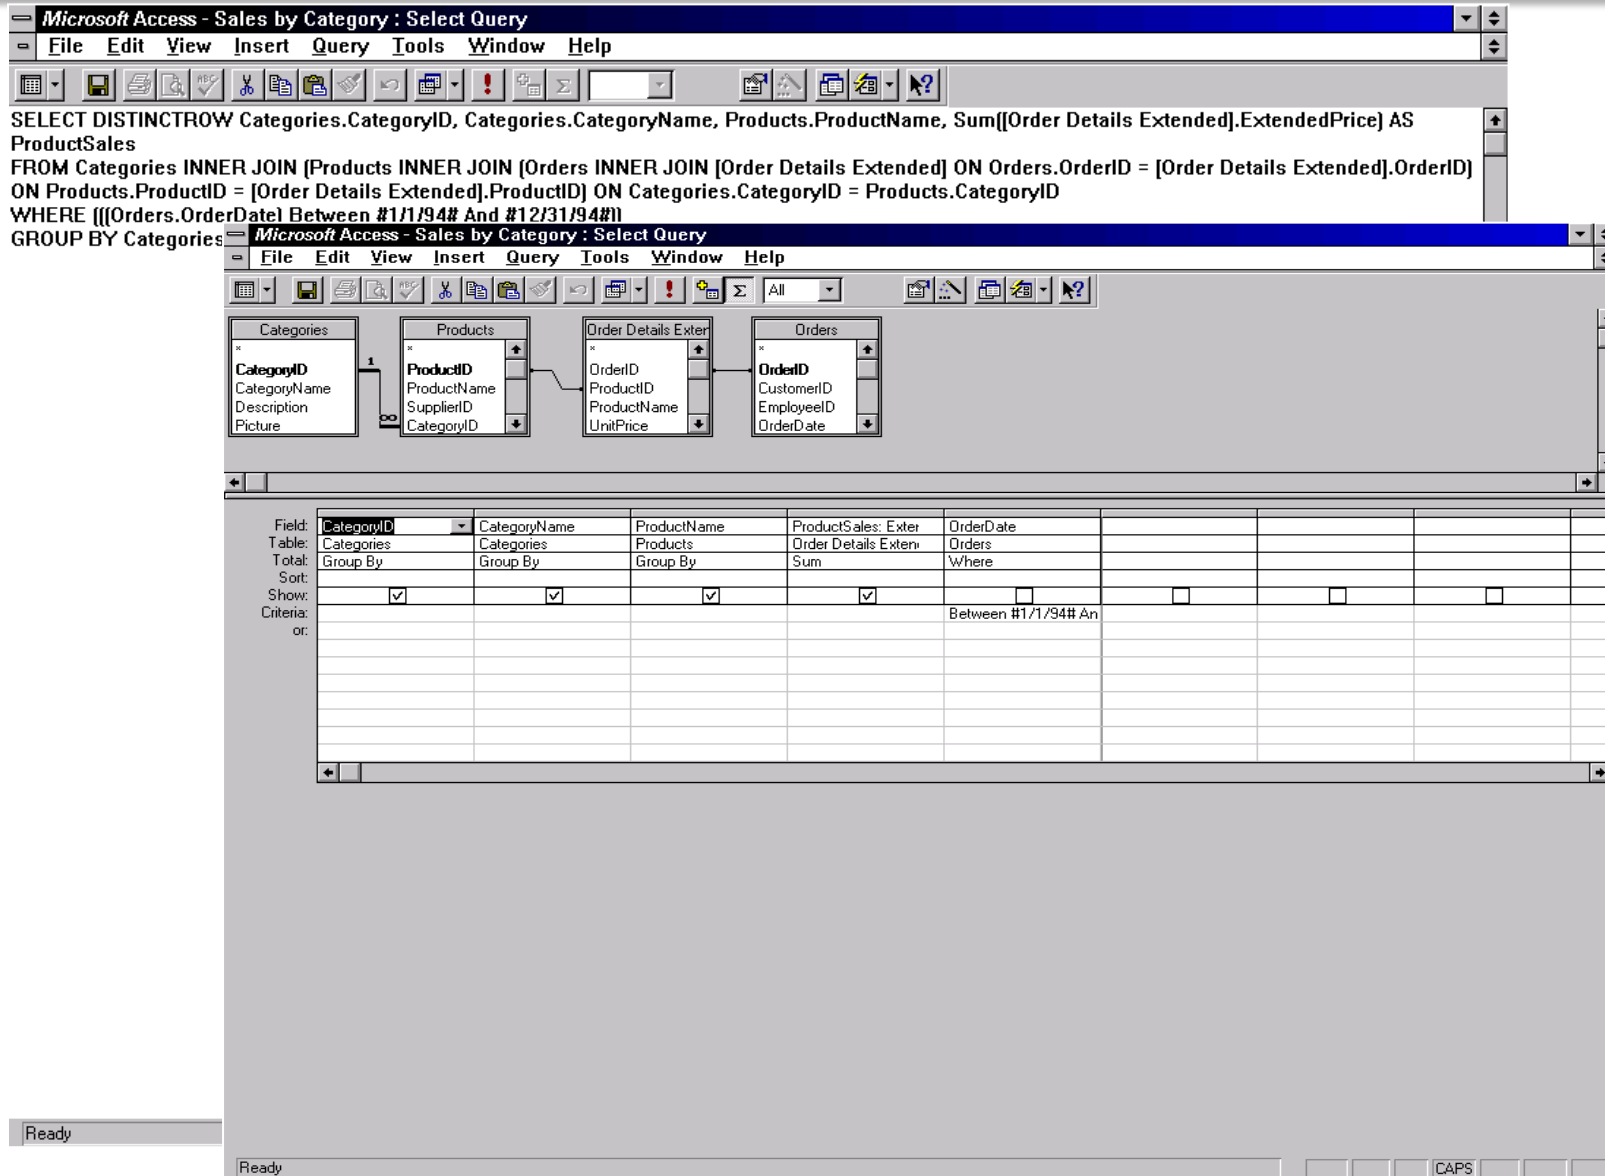 Microsoft Access - Sales by Category : Select Query
File Edit View Insert Query Tools Window Help
SELECT DISTINCTROW Categories.CategoryID, Categories.CategoryName, Products.ProductName, Sum([Order Details Extended].ExtendedPrice) AS
ProductSales
FROM Categories INNER JOIN (Products INNER JOIN (Orders INNER JOIN [Order Details Extended] ON Orders.OrderID = [Order Details Extended].OrderID)
ON Products.ProductID = [Order Details Extended].ProductID) ON Categories.CategoryID = Products.CategoryID
WHERE (((Orders.OrderDate) Between #1/1/94# And #12/31/94#))
GROUP BY Categories
Microsoft Access - Sales by Category : Select Query
File Edit View Insert Query Tools Window Help
All
Categories
*
CategoryID
CategoryName
Description
Picture
1
∞
Products
*
ProductID
ProductName
SupplierID
CategoryID
Order Details Exter
*
OrderID
ProductID
ProductName
UnitPrice
Orders
*
OrderID
CustomerID
EmployeeID
OrderDate
Field: CategoryID CategoryName ProductName ProductSales: Exter OrderDate
Table: Categories Categories Products Order Details Exten Orders
Total: Group By Group By Group By Sum Where
Sort:
Show:
Criteria: Between #1/1/94# An
or:
Ready
Ready CAPS